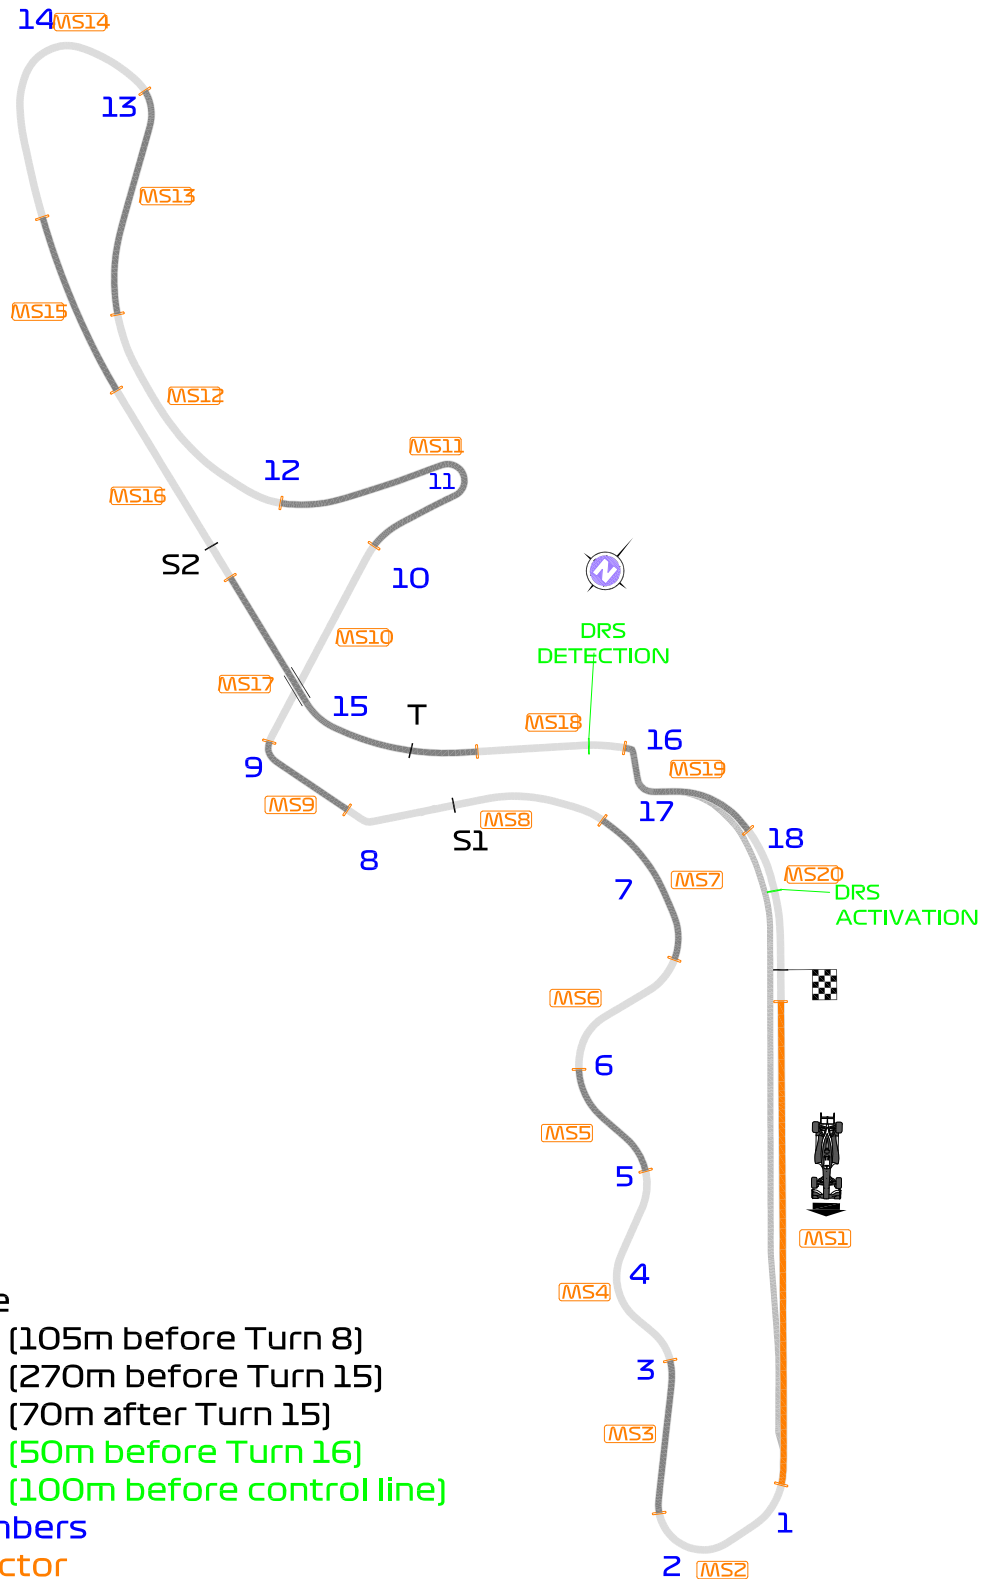 14 MS14
13
MS13
MS15
MS12
MS11
12
11
MS16
S2
10
N
DRS
DETECTION
MS10
MS17
15
T
MS18
16
9
MS19
MS9
17
MS8
S1
18
8
MS20
7
MS7
DRS
ACTIVATION
MS6
6
MS5
5
MS1
4
MS4
e
(105m before Turn 8)
3
(270m before Turn 15)
(70m after Turn 15)
MS3
(50m before Turn 16)
(100m before control line)
nbers
1
ctor
2
MS2